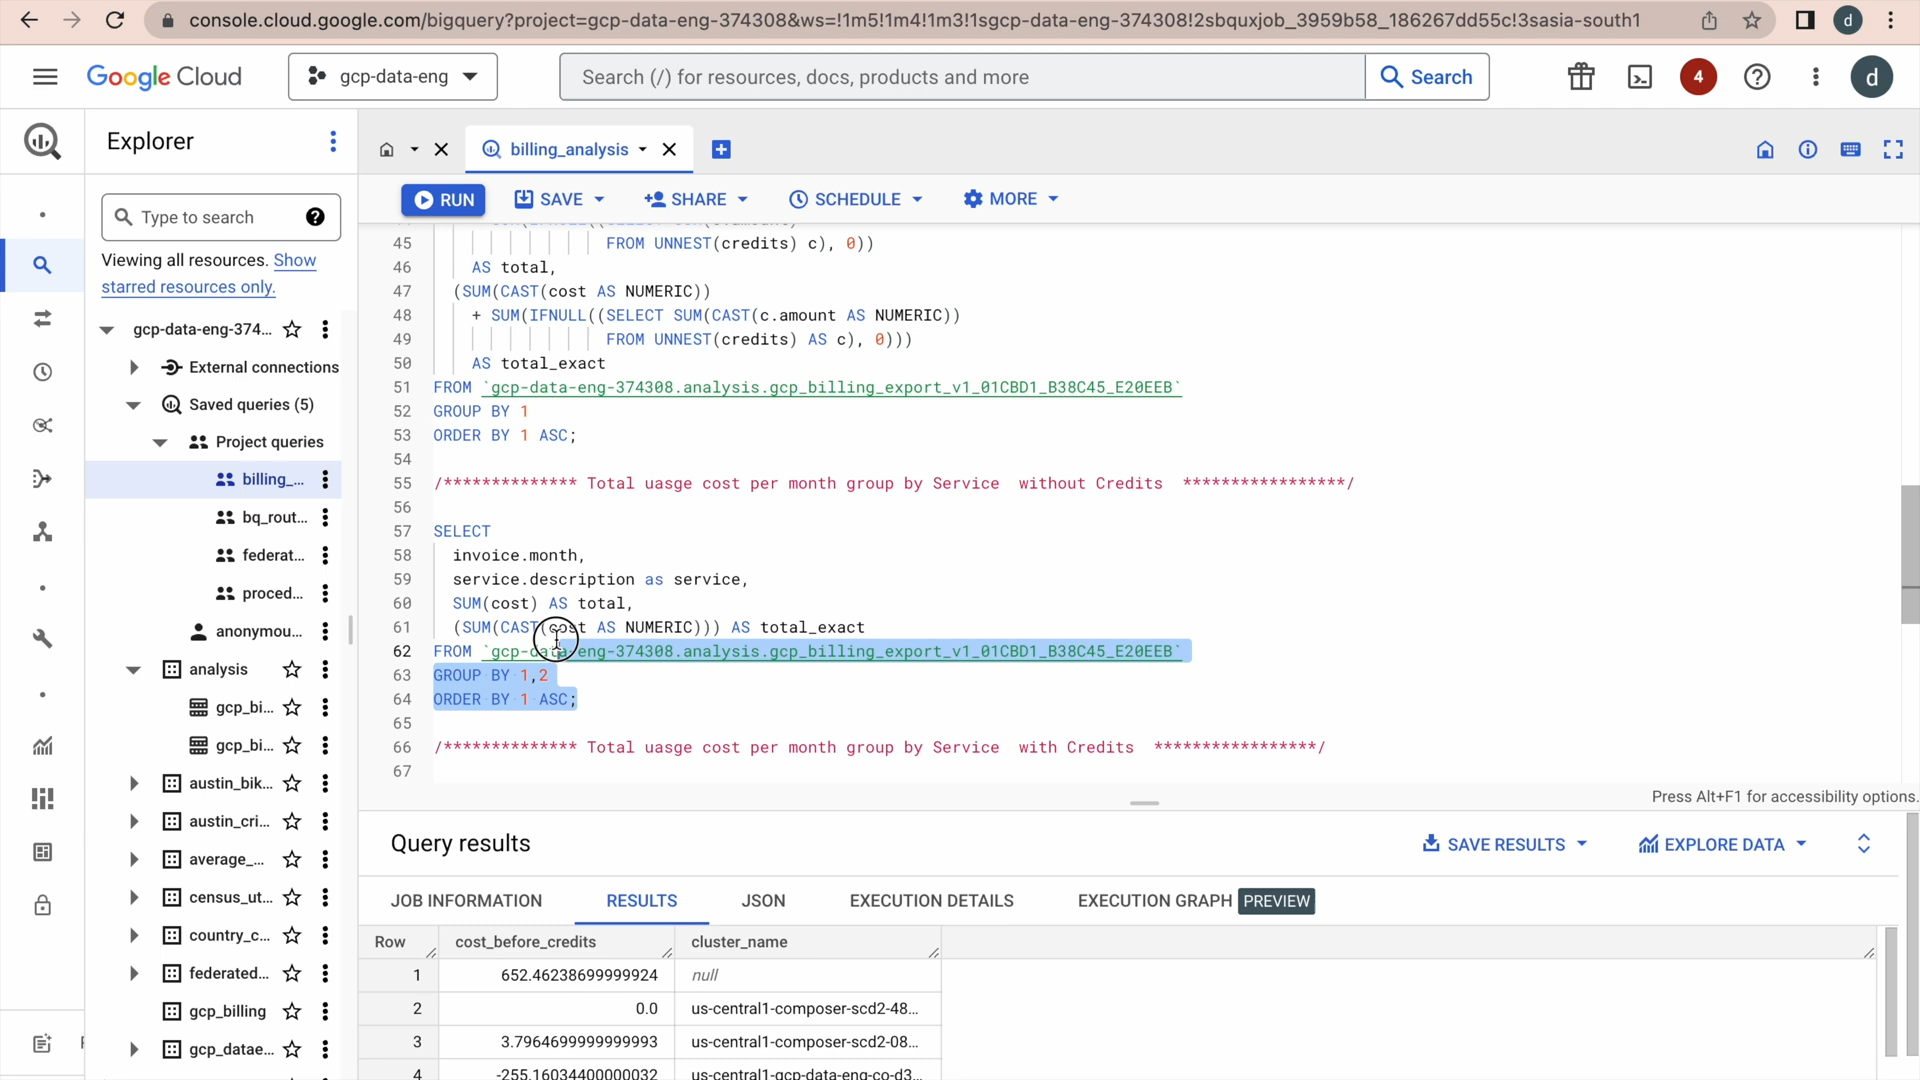 console.cloud.google.com/bigquery?project=gcp-data-eng-374308&ws=!1m5!1m4!1m3!1sgcp-data-eng-374308!2sbquxjob_3959b58_186267dd55c!3sasia-south1
d
Google Cloud
gcp-data-eng
Search (/) for resources, docs, products and more
Search
4
d
Explorer
billing_analysis
RUN
SAVE
SHARE
SCHEDULE
MORE
Type to search
Viewing all resources. Show
starred resources only.
gcp-data-eng-374...
External connections
Saved queries (5)
Project queries
billing_...
bq_rout...
federat...
proced...
anonymou...
analysis
gcp_bi...
gcp_bi...
austin_bik...
austin_cri...
average_...
census_ut...
country_c...
federated...
gcp_billing
gcp_datae...
45 FROM UNNEST(credits) c), 0))
46 AS total,
47 (SUM(CAST(cost AS NUMERIC))
48 + SUM(IFNULL((SELECT SUM(CAST(c.amount AS NUMERIC))
49 FROM UNNEST(credits) AS c), 0)))
50 AS total_exact
51 FROM `gcp-data-eng-374308.analysis.gcp_billing_export_v1_01CBD1_B38C45_E20EEB`
52 GROUP BY 1
53 ORDER BY 1 ASC;
54
55 /************** Total uasge cost per month group by Service  without Credits  *****************/
56
57 SELECT
58 invoice.month,
59 service.description as service,
60 SUM(cost) AS total,
61 (SUM(CAST(cost AS NUMERIC))) AS total_exact
62 FROM `gcp-data-eng-374308.analysis.gcp_billing_export_v1_01CBD1_B38C45_E20EEB`
63 GROUP BY 1,2
64 ORDER BY 1 ASC;
65
66 /************** Total uasge cost per month group by Service  with Credits  *****************/
67
Press Alt+F1 for accessibility options.
Query results
SAVE RESULTS
EXPLORE DATA
JOB INFORMATION
RESULTS
JSON
EXECUTION DETAILS
EXECUTION GRAPH PREVIEW
Row cost_before_credits cluster_name
1 652.46238699999924 null
2 0.0 us-central1-composer-scd2-48...
3 3.7964699999999993 us-central1-composer-scd2-08...
4 -255.16034400000032 us-central1-gcp-data-eng-co-d3...